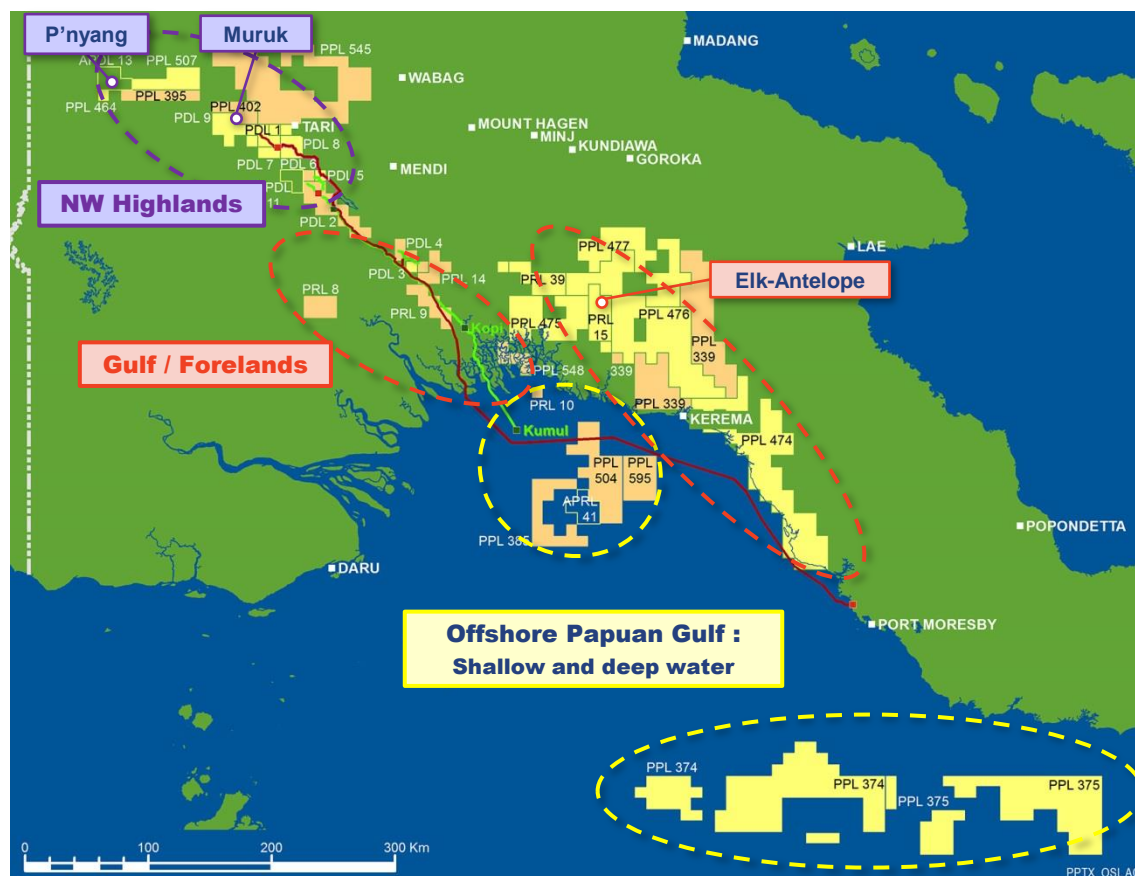 P'nyang
Muruk
PPL 545
APDL 13
PPL 507
MADANG
WABAG
PPL 464
PPL 395
PPL 402
PDL 9
TARI
PDL 1
PDL 8
MOUNT HAGEN
MINJ
KUNDIAWA
GOROKA
PDL 7
PDL 6
PDL 5
MENDI
PDL
11
NW Highlands
PDL 2
PDL 4
PPL 477
LAE
PDL 3
PRL 14
PRL 39
Elk-Antelope
PRL 8
PRL 9
Kopi
PPL 475
PRL
15
PPL 476
PPL
339
Gulf / Forelands
PPL 548
339
PRL 10
PPL 339
KEREMA
Kumul
PPL 474
PPL
504
PPL
595
APRL
41
PPL 385
POPONDETTA
DARU
Offshore Papuan Gulf :
Shallow and deep water
PORT MORESBY
PPL 374
PPL 374
PPL 375
PPL 375
0
100
200
300 Km